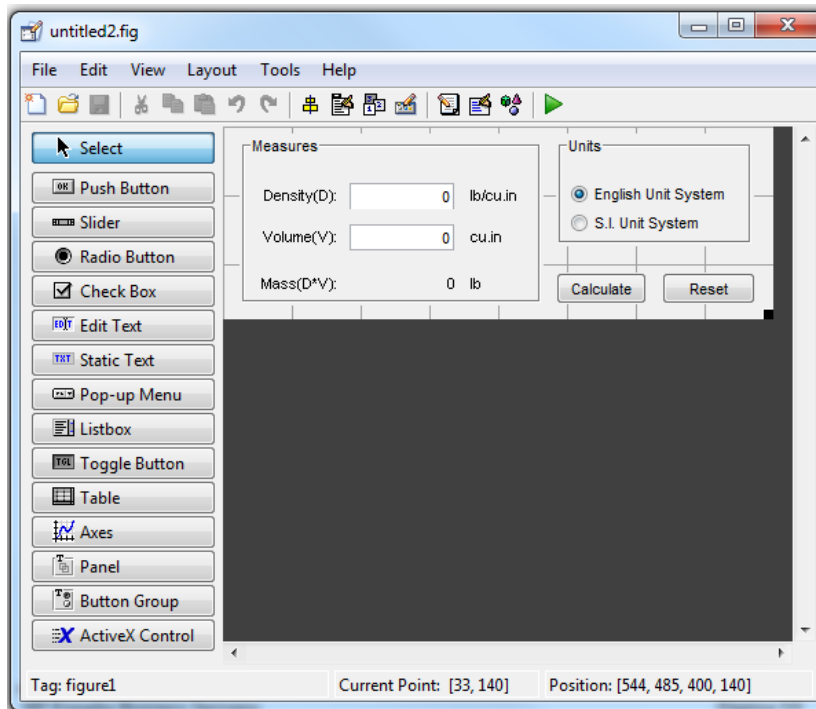 untitled2.fig
File Edit View Layout Tools Help
Select
Push Button
Slider
Radio Button
Check Box
Edit Text
Static Text
Pop-up Menu
Listbox
Toggle Button
Table
Axes
Panel
Button Group
ActiveX Control
Measures
Density(D): 0 lb/cu.in
Volume(V): 0 cu.in
Mass(D*V): 0 lb
Units
English Unit System
S.I. Unit System
Calculate Reset
Tag: figure1 Current Point: [33, 140] Position: [544, 485, 400, 140]